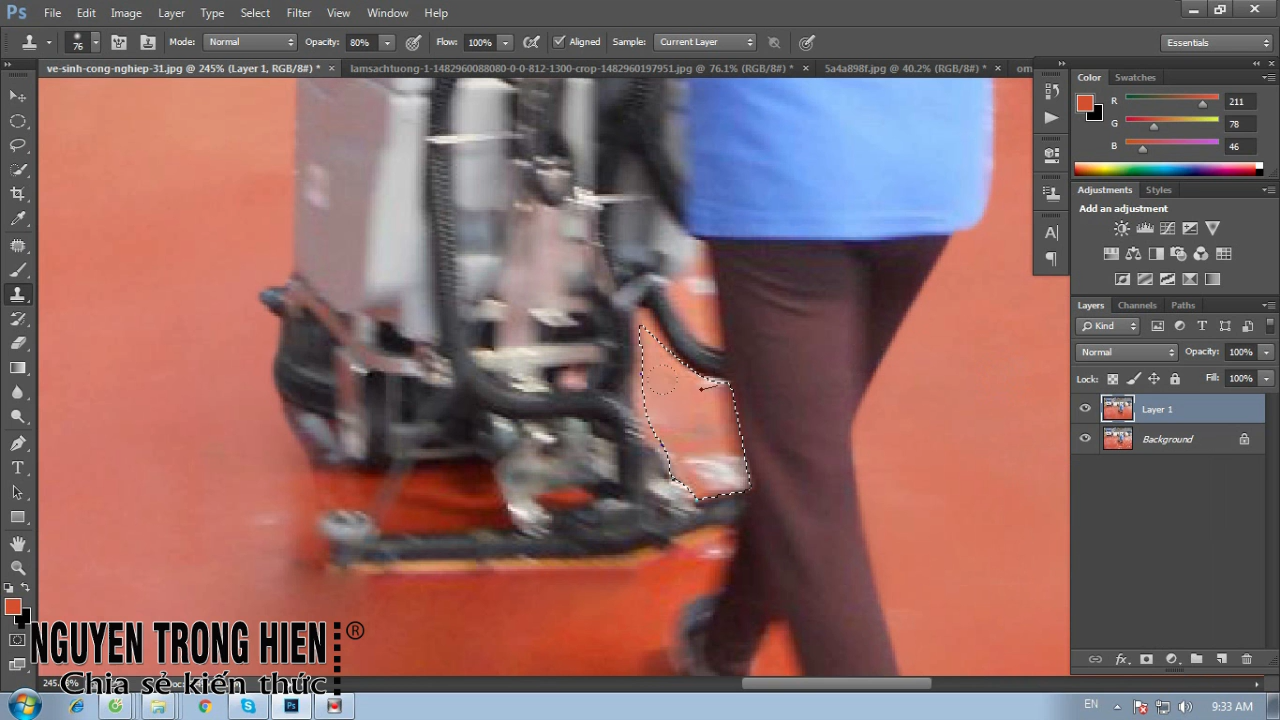 Ps File Edit Image Layer Type Select Filter View Window Help
76 Mode: Normal Opacity: 80% Flow: 100% Aligned Sample: Current Layer Essentials
ve-sinh-cong-nghiep-31.jpg @ 245% (Layer 1, RGB/8#) * × lamsachtuong-1-1482960088080-0-0-812-1300-crop-1482960197951.jpg @ 76.1% (RGB/8#) * × 5a4a898f.jpg @ 40.2% (RGB/8#) * × om
Color Swatches
R 211
G 78
B 46
Adjustments Styles
Add an adjustment
Layers Channels Paths
Kind
Normal Opacity: 100%
Lock: Fill: 100%
Layer 1
Background
NGUYEN TRONG HIEN ®
Chia sẻ kiến thức
EN 9:33 AM